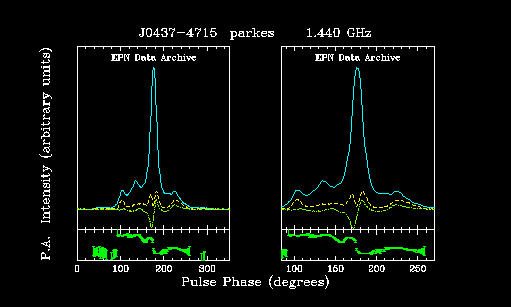 J0437-4715 parkes 1.440 GHz
EPN Data Archive EPN Data Archive
P.A. Intensity (arbitrary units)
0 100 200 300 100 150 200 250
Pulse Phase (degrees)